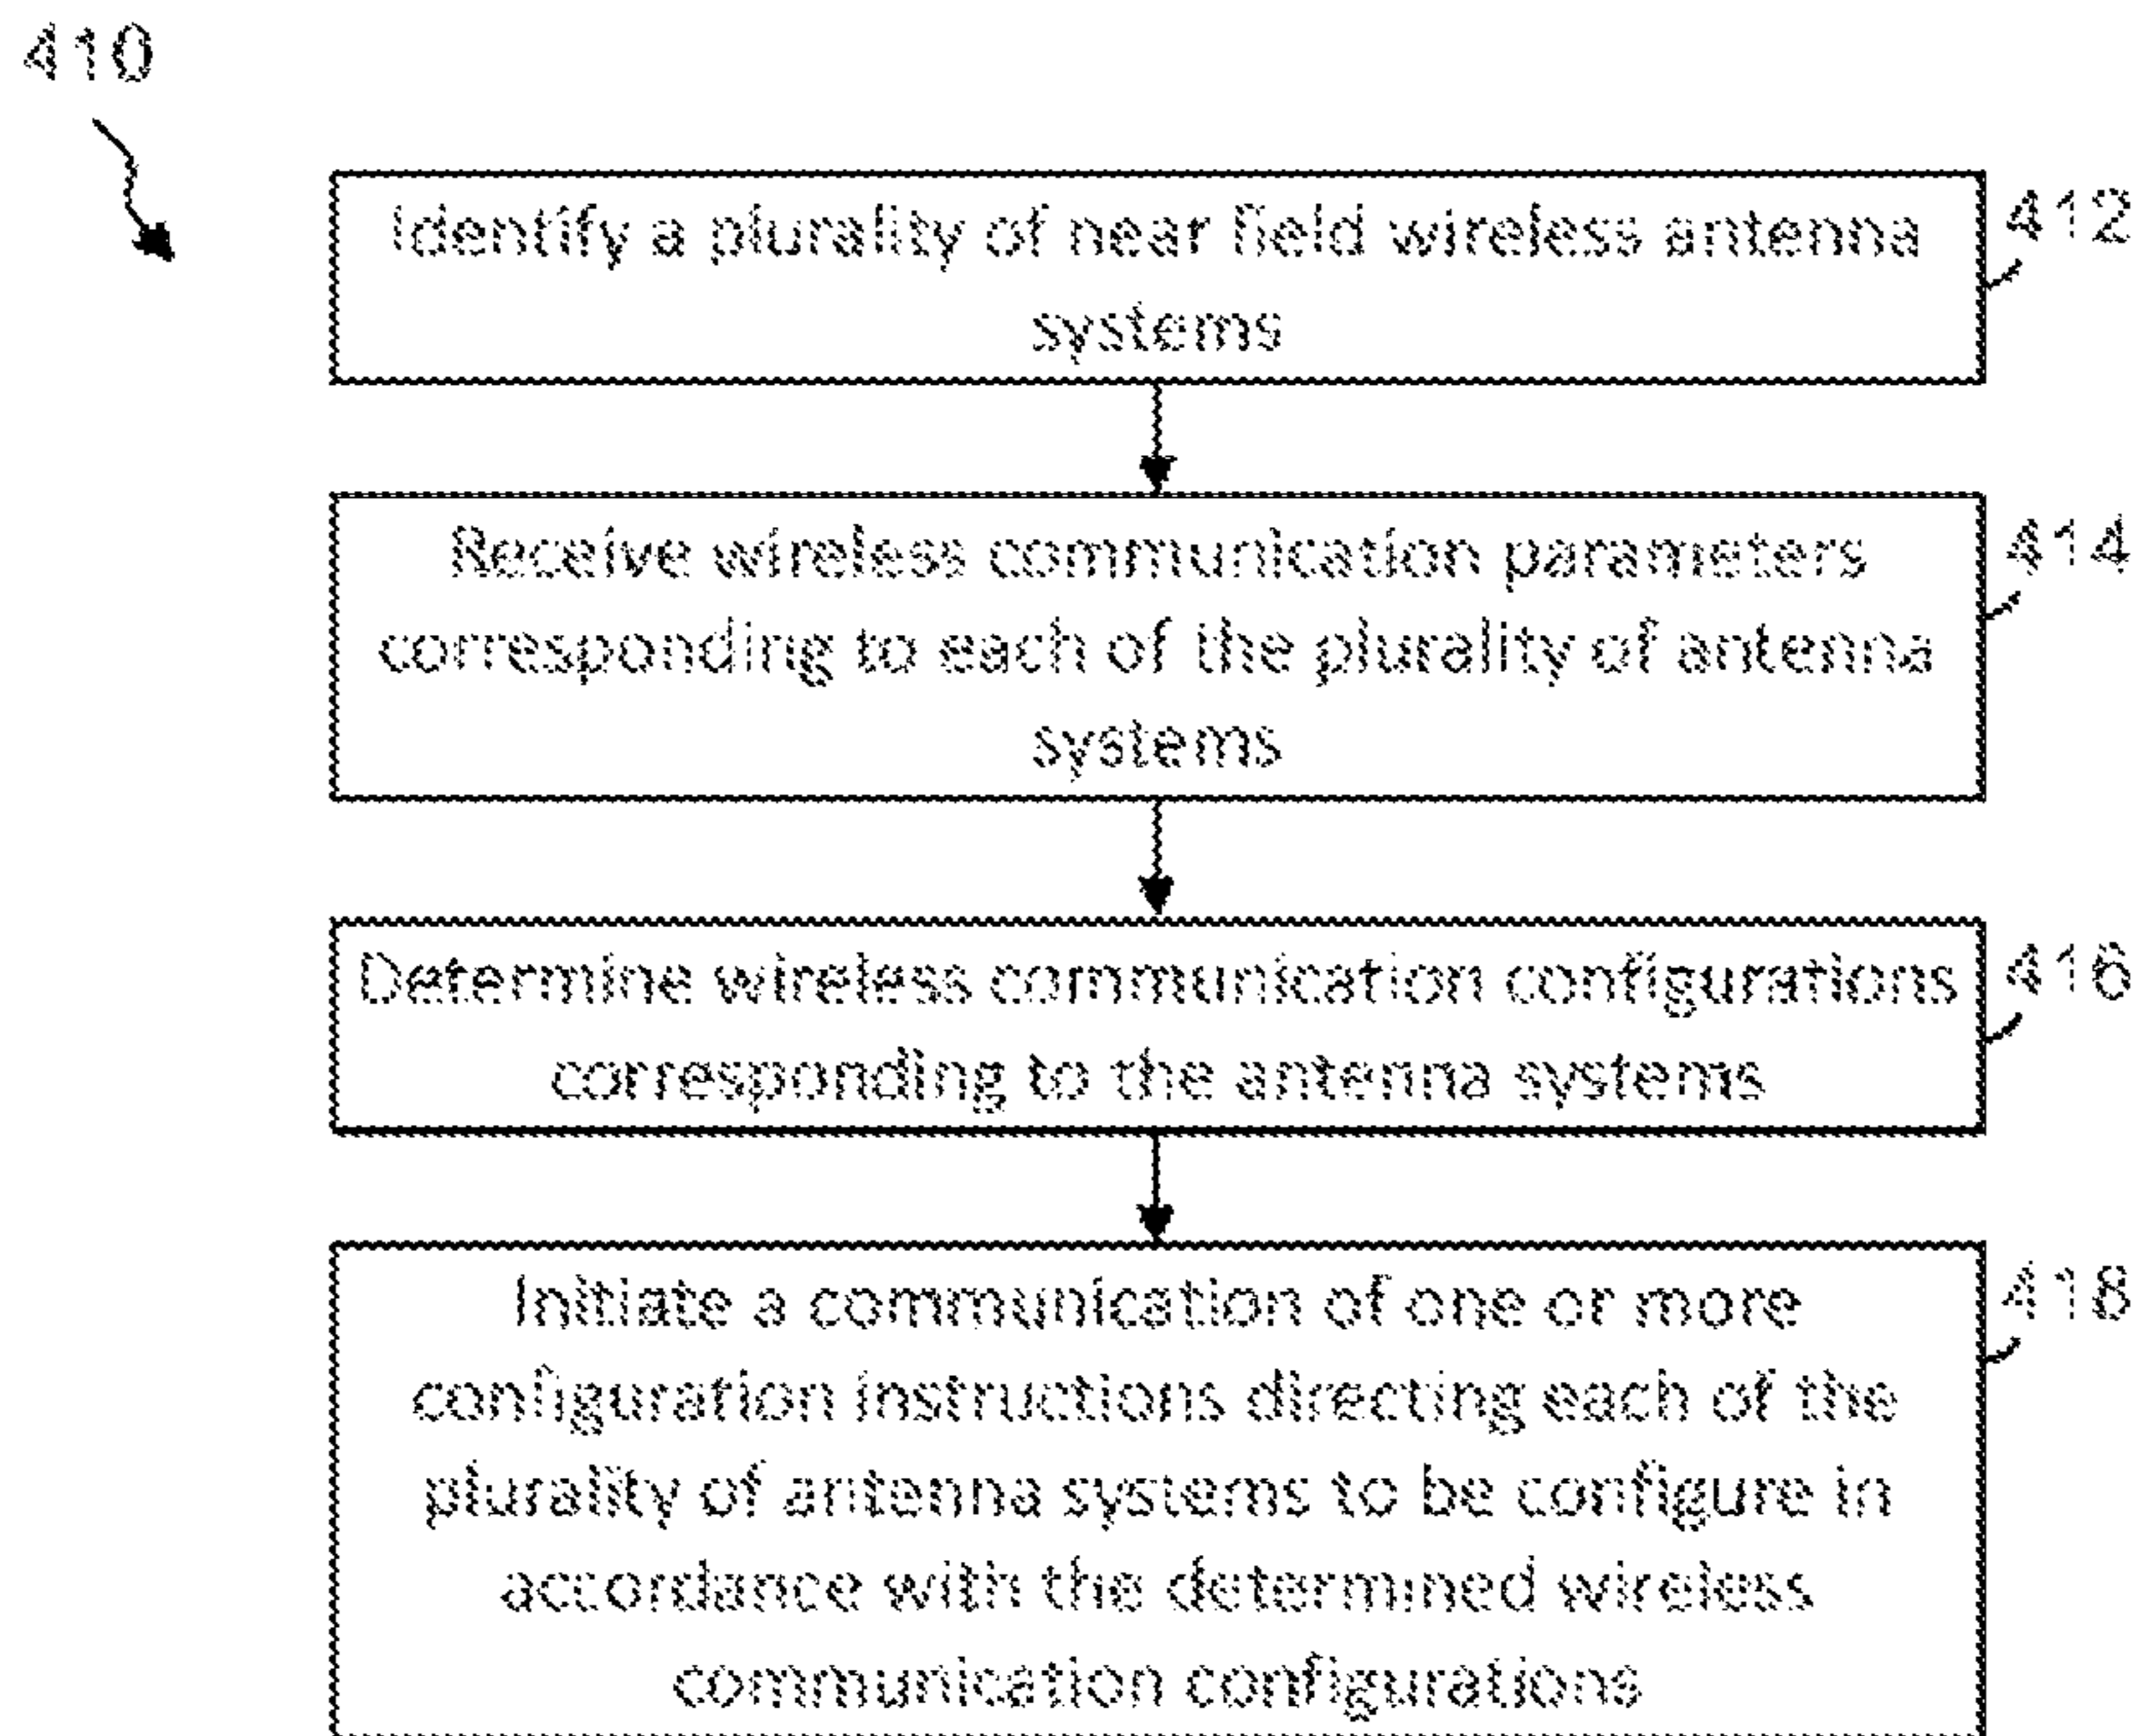 410
Identify a plurality of near field wireless antenna
systems
412
Receive wireless communication parameters
corresponding to each of the plurality of antenna
systems
414
Determine wireless communication configurations
corresponding to the antenna systems
416
Initiate a communication of one or more
configuration instructions directing each of the
plurality of antenna systems to be configure in
accordance with the determined wireless
communication configurations
418